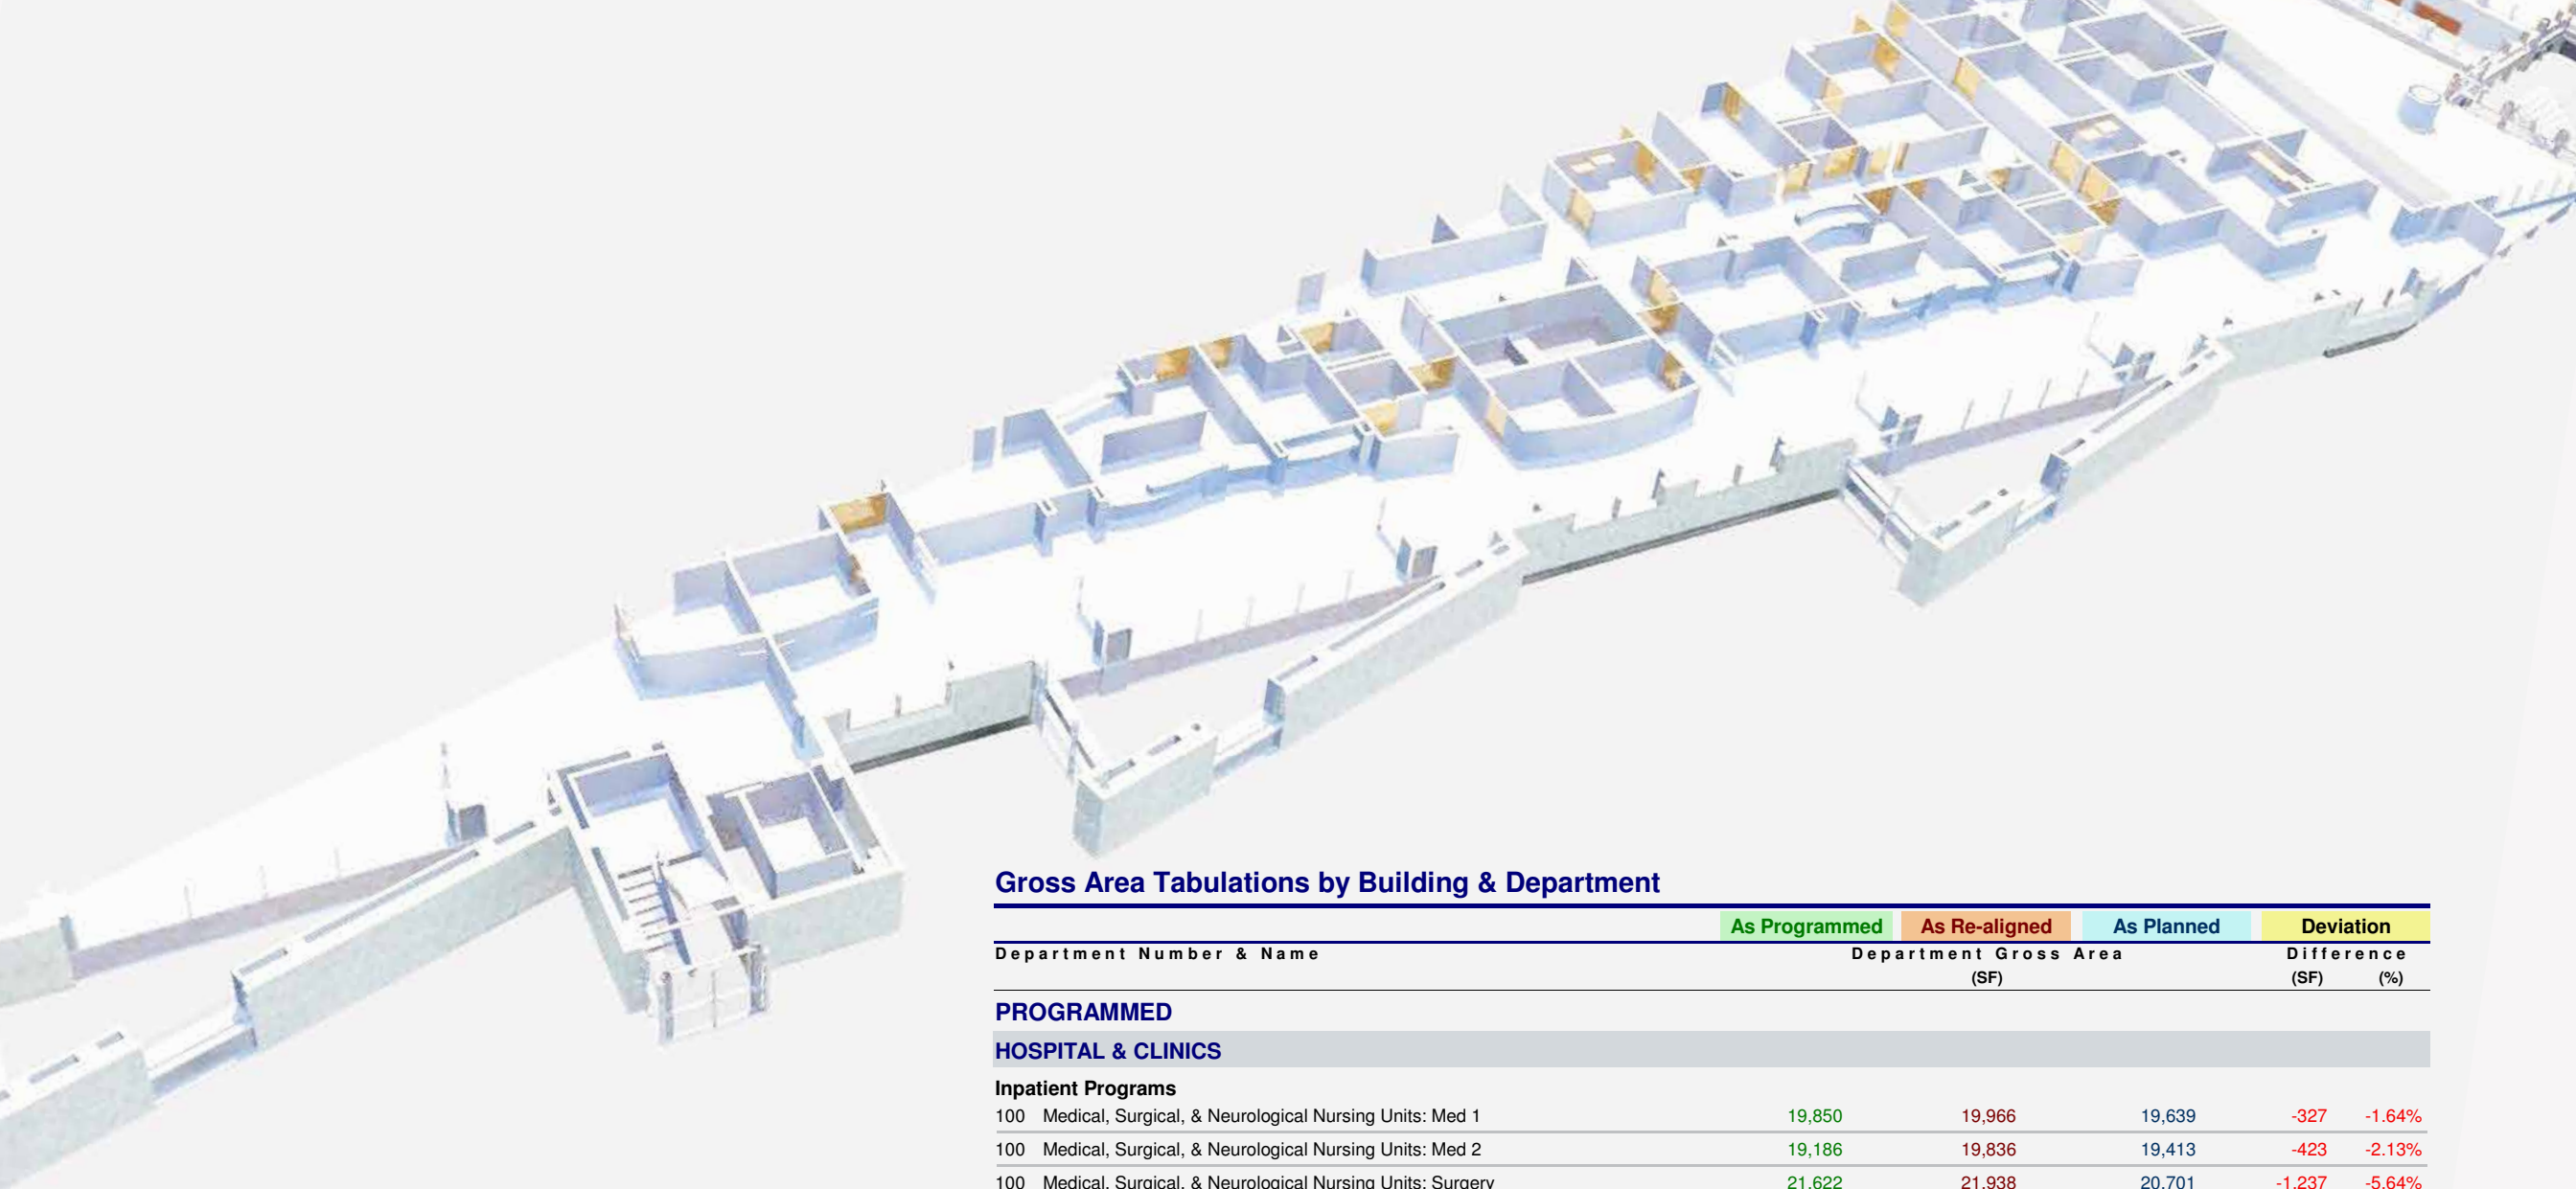 Gross Area Tabulations by Building & Department
As Programmed As Re-aligned As Planned Deviation
Department Number & Name Department Gross Area Difference
(SF) (SF) (%)
PROGRAMMED
HOSPITAL & CLINICS
Inpatient Programs
100 Medical, Surgical, & Neurological Nursing Units: Med 1 19,850 19,966 19,639 -327 -1.64%
100 Medical, Surgical, & Neurological Nursing Units: Med 2 19,186 19,836 19,413 -423 -2.13%
100 Medical, Surgical, & Neurological Nursing Units: Surgery 21,622 21,938 20,701 -1,237 -5.64%